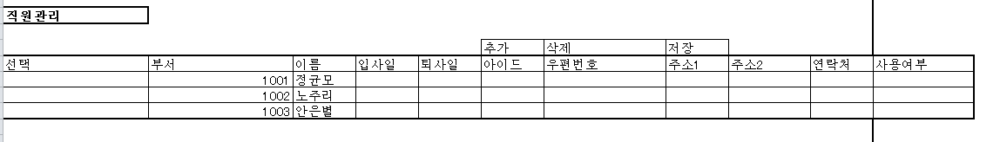 직원관리
추가 삭제 저장
선택 부서 이름 입사일 퇴사일 아이드 우편번호 주소1 주소2 연락처 사용여부
1001 정균모
1002 노주리
1003 안은별